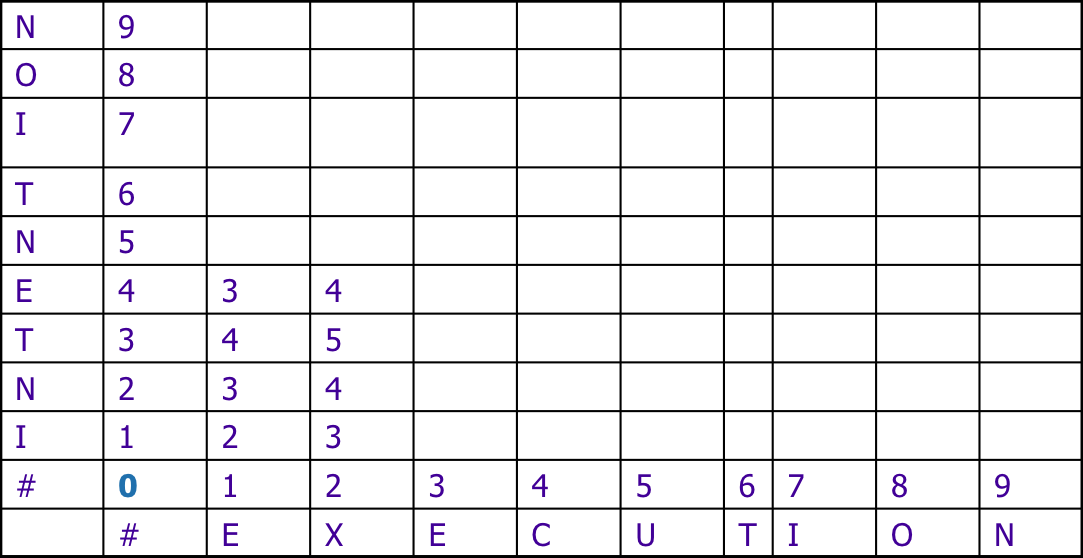 N 9
O 8
I 7
T 6
N 5
E 4 3 4
T 3 4 5
N 2 3 4
I 1 2 3
# 0 1 2 3 4 5 6 7 8 9
# E X E C U T I O N